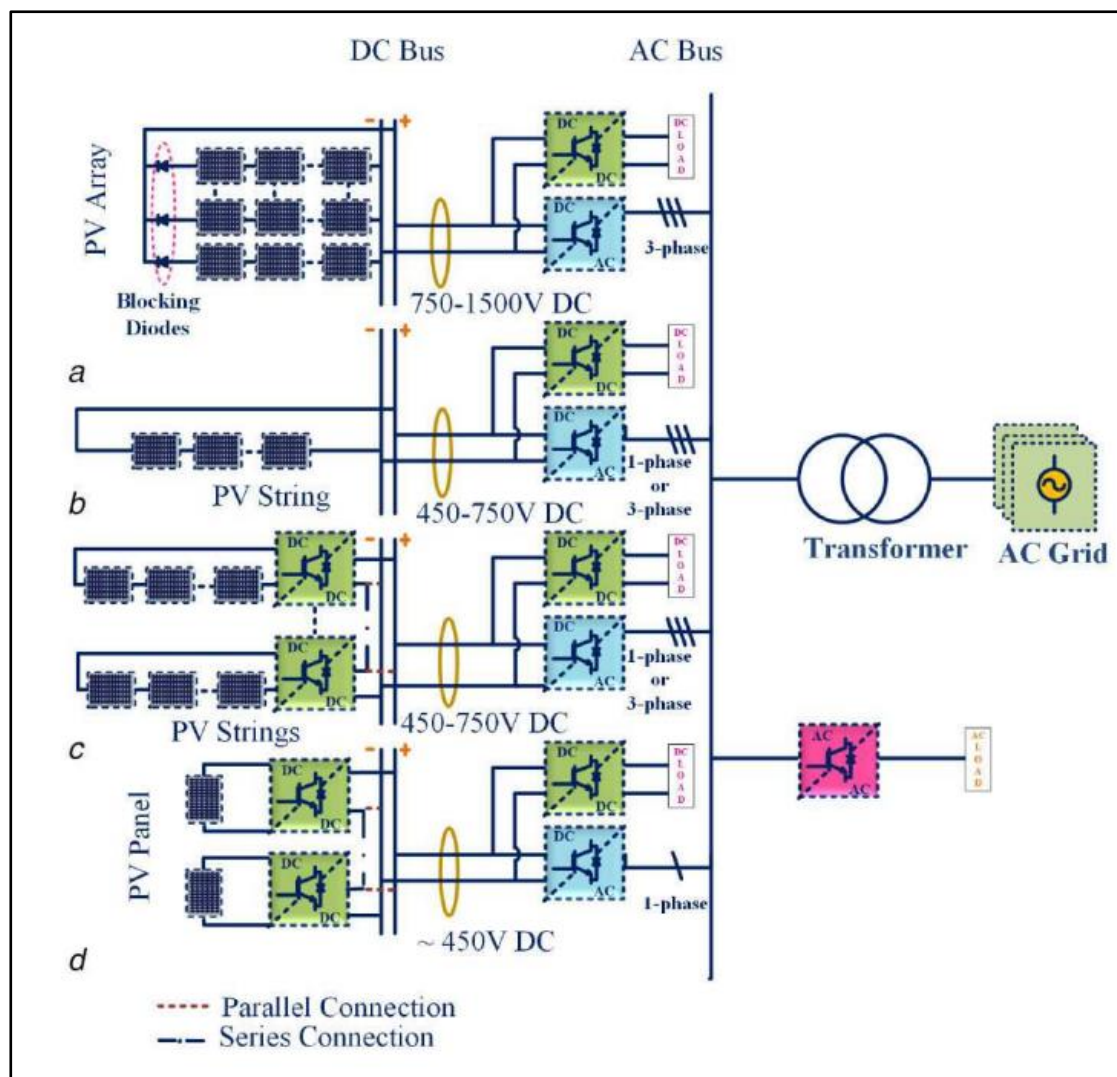 DC Bus
AC Bus
- +
PV Array
Blocking
Diodes
DC
DC
DC
LOAD
DC
AC
3-phase
750-1500V DC
a
- +
PV String
DC
DC
DC
LOAD
DC
AC
1-phase
or
3-phase
450-750V DC
b
- +
DC
DC
DC
DC
PV Strings
DC
DC
DC
LOAD
DC
AC
1-phase
or
3-phase
450-750V DC
c
- +
PV Panel
DC
DC
DC
DC
DC
DC
DC
LOAD
DC
AC
1-phase
~ 450V DC
d
Transformer
AC Grid
AC
AC
AC
LOAD
Parallel Connection
Series Connection